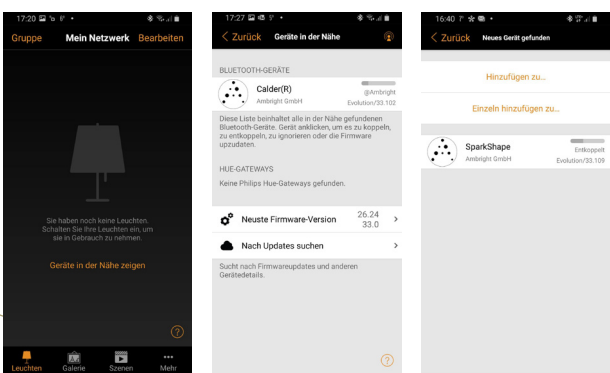 17:20
Gruppe Mein Netzwerk Bearbeiten
Sie haben noch keine Leuchten.
Schalten Sie Ihre Leuchten ein, um
sie in Gebrauch zu nehmen.
Geräte in der Nähe zeigen
?
Leuchten Galerie Szenen Mehr
17:27
< Zurück Geräte in der Nähe
BLUETOOTH-GERÄTE
Calder(R) @Ambright
Ambright GmbH Evolution/33.102
Diese Liste beinhaltet alle in der Nähe gefundenen
Bluetooth-Geräte. Gerät anklicken, um es zu koppeln,
zu entkoppeln, zu ignorieren oder die Firmware
upzudaten.
HUE-GATEWAYS
Keine Philips Hue-Gateways gefunden.
Neuste Firmware-Version 26.24
33.0 >
Nach Updates suchen >
Sucht nach Firmwareupdates und anderen
Gerätedetails.
?
16:40
< Zurück Neues Gerät gefunden
Hinzufügen zu...
Einzeln hinzufügen zu...
SparkShape Entkoppelt
Ambright GmbH Evolution/33.109